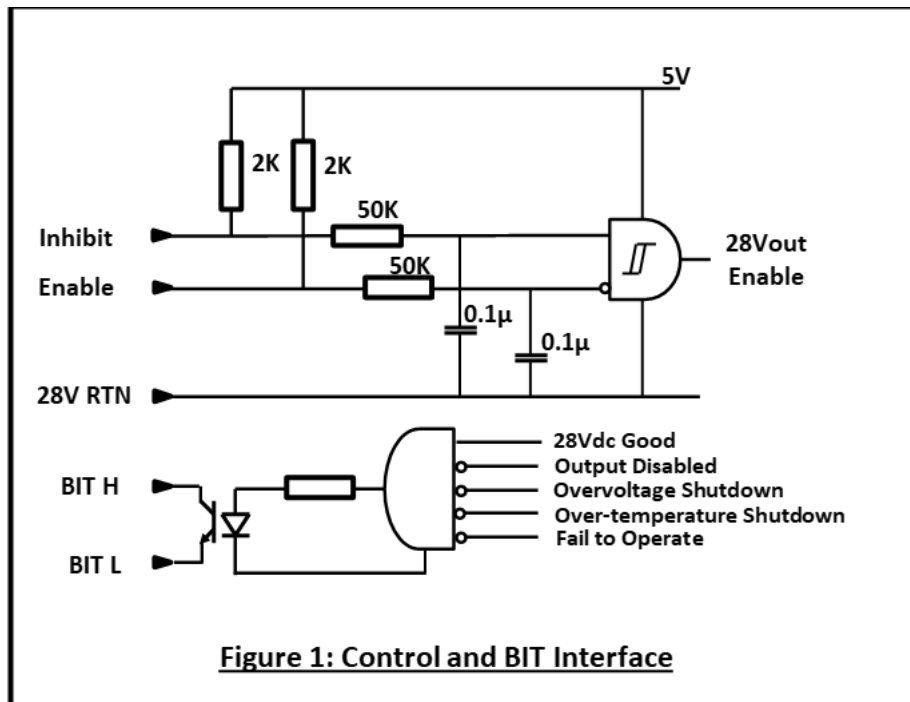 5V
2K
2K
50K
Inhibit
50K
Enable
28Vout
Enable
0.1µ
0.1µ
28V RTN
28Vdc Good
Output Disabled
Overvoltage Shutdown
Over-temperature Shutdown
Fail to Operate
BIT H
BIT L
Figure 1: Control and BIT Interface